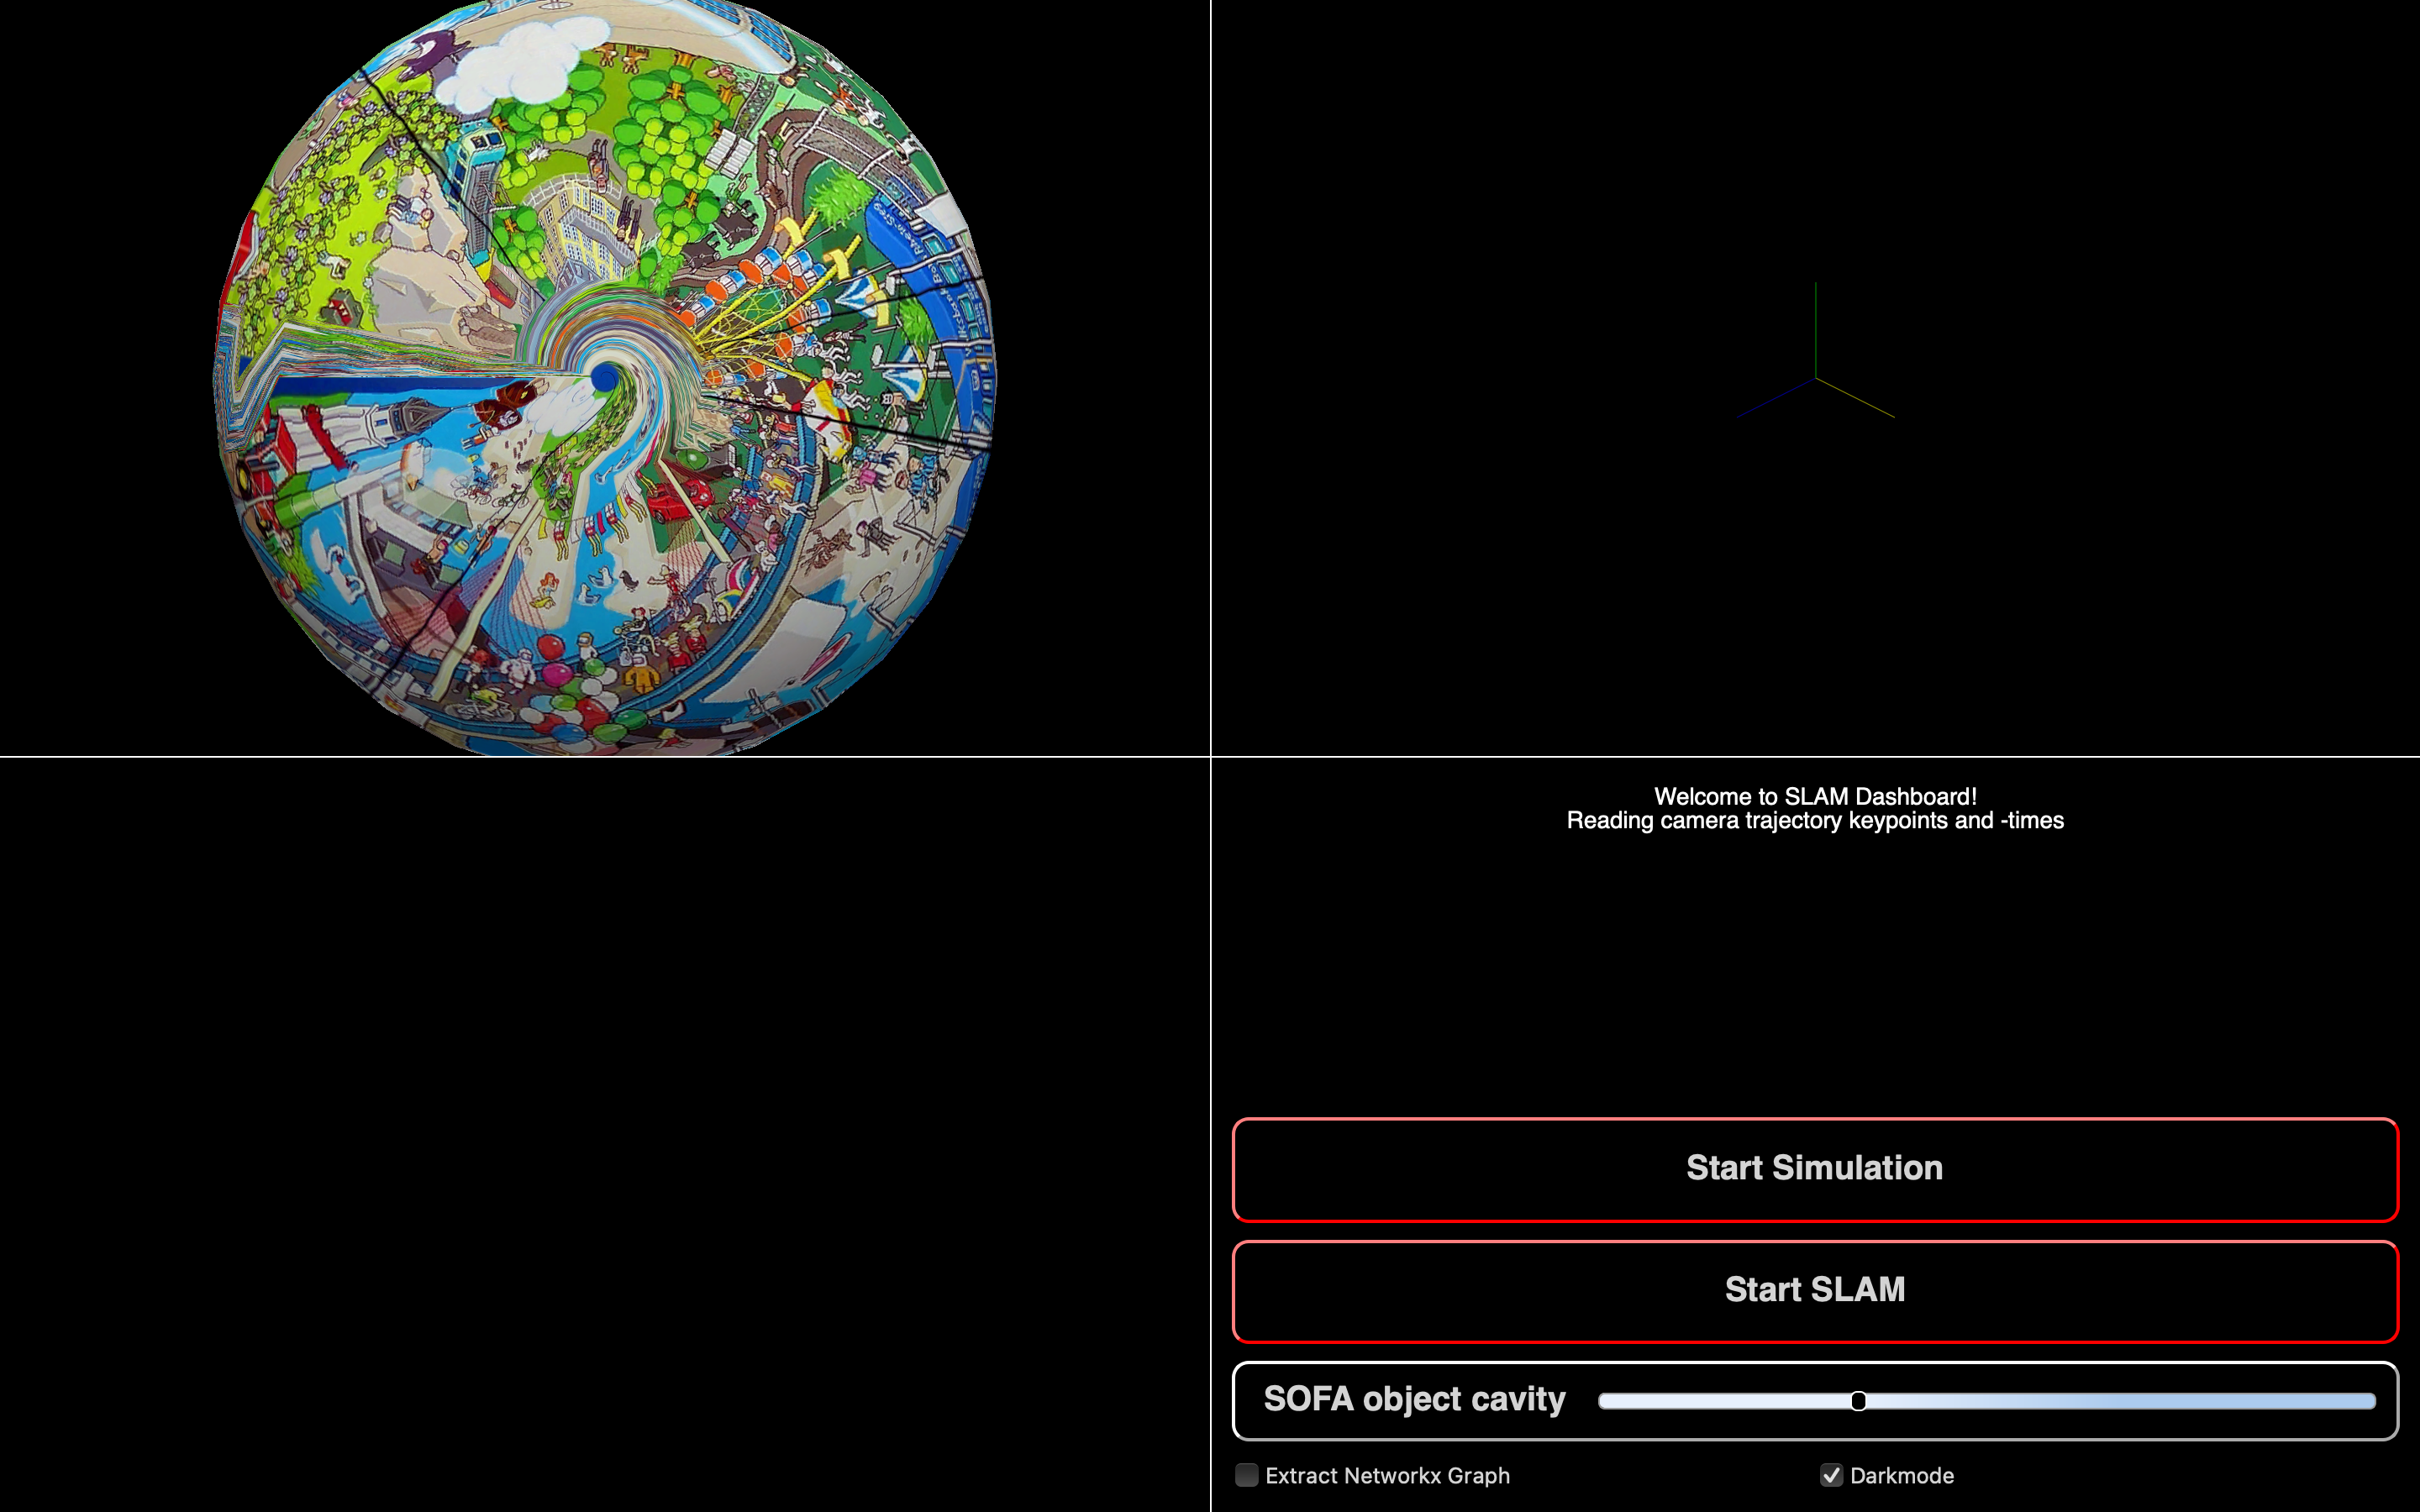 Welcome to SLAM Dashboard!
Reading camera trajectory keypoints and -times
Start Simulation
Start SLAM
SOFA object cavity
Extract Networkx Graph
Darkmode